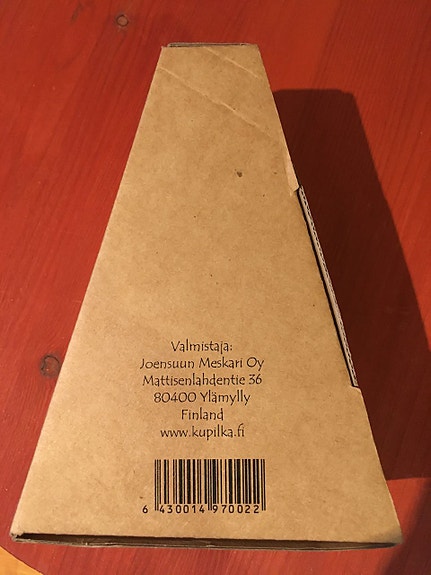 Valmistaja:
Joensuun Meskari Oy
Mattisenlahdentie 36
80400 Ylämylly
Finland
www.kupilka.fi
6 430014 970022